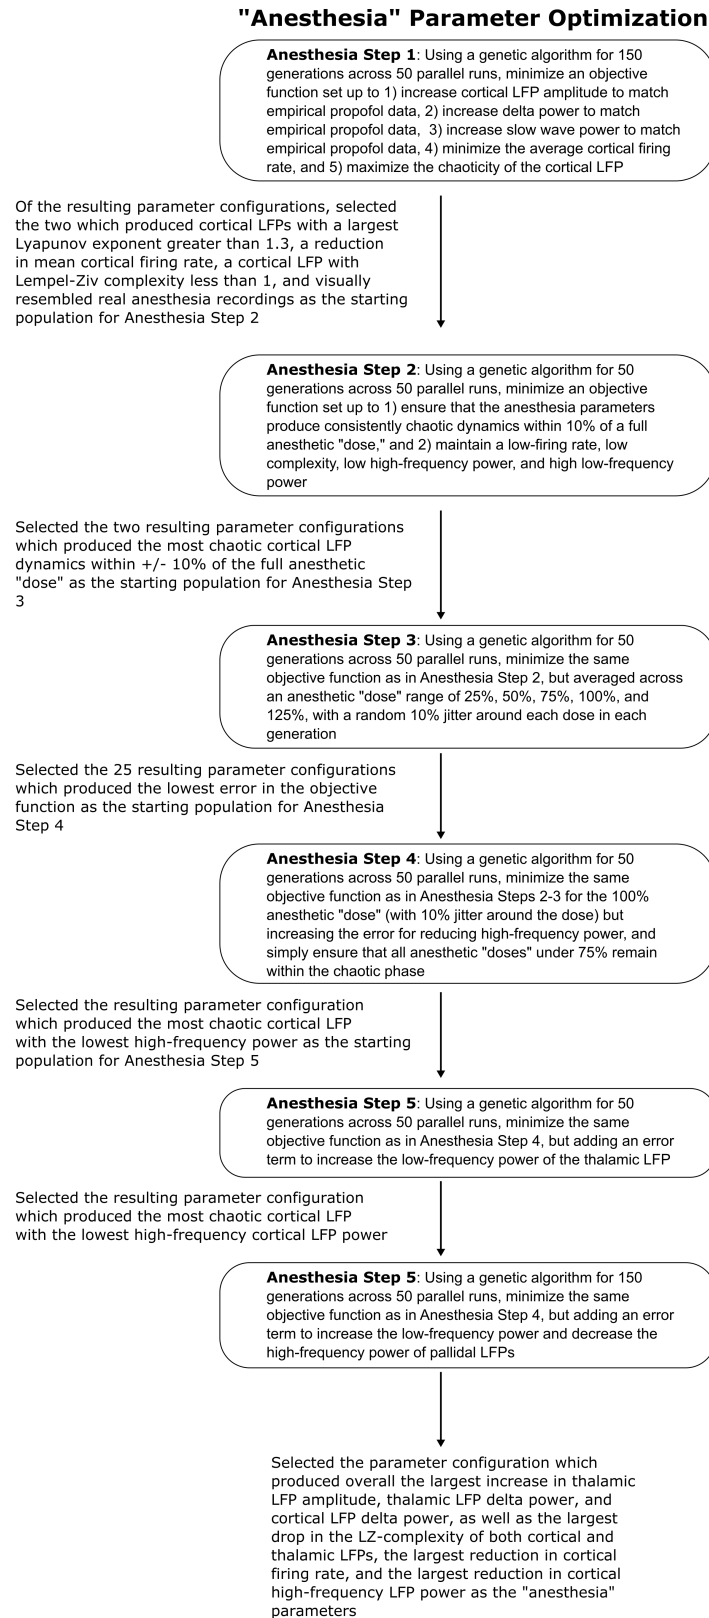 "Anesthesia" Parameter Optimization
Anesthesia Step 1: Using a genetic algorithm for 150
generations across 50 parallel runs, minimize an objective
function set up to 1) increase cortical LFP amplitude to match
empirical propofol data, 2) increase delta power to match
empirical propofol data, 3) increase slow wave power to match
empirical propofol data, 4) minimize the average cortical firing
rate, and 5) maximize the chaoticity of the cortical LFP
Of the resulting parameter configurations, selected
the two which produced cortical LFPs with a largest
Lyapunov exponent greater than 1.3, a reduction
in mean cortical firing rate, a cortical LFP with
Lempel-Ziv complexity less than 1, and visually
resembled real anesthesia recordings as the starting
population for Anesthesia Step 2
Anesthesia Step 2: Using a genetic algorithm for 50
generations across 50 parallel runs, minimize an objective
function set up to 1) ensure that the anesthesia parameters
produce consistently chaotic dynamics within 10% of a full
anesthetic "dose," and 2) maintain a low-firing rate, low
complexity, low high-frequency power, and high low-frequency
power
Selected the two resulting parameter configurations
which produced the most chaotic cortical LFP
dynamics within +/- 10% of the full anesthetic
"dose" as the starting population for Anesthesia Step
3
Anesthesia Step 3: Using a genetic algorithm for 50
generations across 50 parallel runs, minimize the same
objective function as in Anesthesia Step 2, but averaged across
an anesthetic "dose" range of 25%, 50%, 75%, 100%, and
125%, with a random 10% jitter around each dose in each
generation
Selected the 25 resulting parameter configurations
which produced the lowest error in the objective
function as the starting population for Anesthesia
Step 4
Anesthesia Step 4: Using a genetic algorithm for 50
generations across 50 parallel runs, minimize the same
objective function as in Anesthesia Steps 2-3 for the 100%
anesthetic "dose" (with 10% jitter around the dose) but
increasing the error for reducing high-frequency power, and
simply ensure that all anesthetic "doses" under 75% remain
within the chaotic phase
Selected the resulting parameter configuration
which produced the most chaotic cortical LFP
with the lowest high-frequency power as the starting
population for Anesthesia Step 5
Anesthesia Step 5: Using a genetic algorithm for 50
generations across 50 parallel runs, minimize the same
objective function as in Anesthesia Step 4, but adding an error
term to increase the low-frequency power of the thalamic LFP
Selected the resulting parameter configuration
which produced the most chaotic cortical LFP
with the lowest high-frequency cortical LFP power
Anesthesia Step 5: Using a genetic algorithm for 150
generations across 50 parallel runs, minimize the same
objective function as in Anesthesia Step 4, but adding an error
term to increase the low-frequency power and decrease the
high-frequency power of pallidal LFPs
Selected the parameter configuration which
produced overall the largest increase in thalamic
LFP amplitude, thalamic LFP delta power, and
cortical LFP delta power, as well as the largest
drop in the LZ-complexity of both cortical and
thalamic LFPs, the largest reduction in cortical
firing rate, and the largest reduction in cortical
high-frequency LFP power as the "anesthesia"
parameters